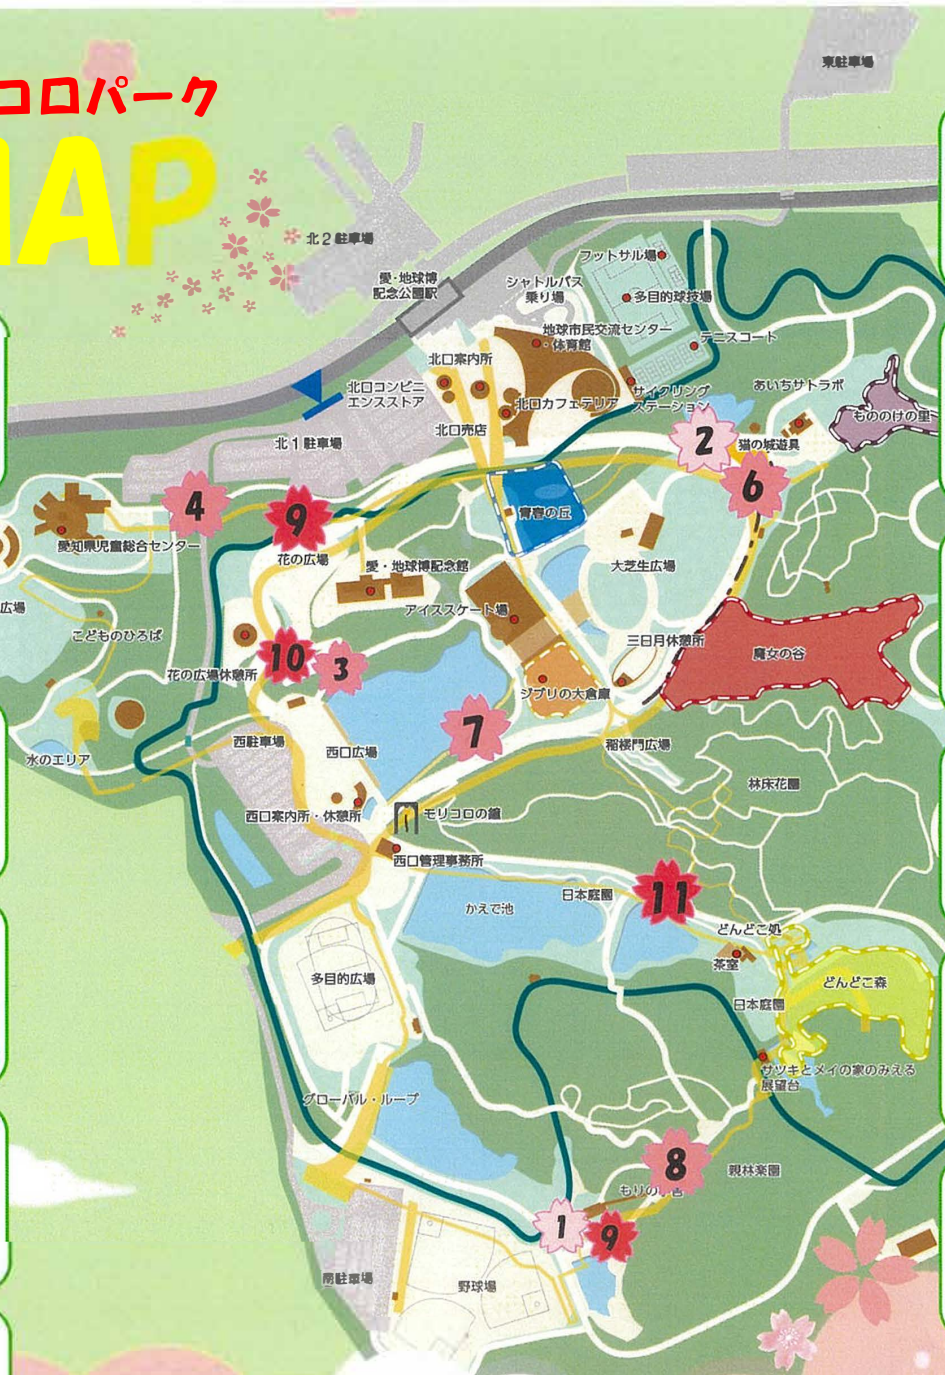 コロパーク
MAP
東駐車場
北2駐車場
愛・地球博
記念公園駅
フットサル場
シャトルバス
乗り場
多目的球技場
地球市民交流センター
・体育館
テニスコート
北口案内所
北口コンビニ
エンスストア
サイクリング
ステーション
あいちサトラボ
北口カフェテリア
もののけの里
北口売店
北1駐車場
2
猫の城遊具
6
4
9
青春の丘
愛知県児童総合センター
花の広場
愛・地球博記念館
大芝生広場
広場
アイススケート場
こどものひろば
三日月休憩所
魔女の谷
10
3
花の広場休憩所
ジブリの大倉庫
7
西駐車場
西口広場
稲楼門広場
水のエリア
林床花園
西口案内所・休憩所
モリコロの鐘
西口管理事務所
11
日本庭園
かえで池
どんどこ処
茶室
多目的広場
どんどこ森
日本庭園
サツキとメイの家のみえる
展望台
グローバル・ループ
8
親林楽園
1
9
南駐車場
野球場